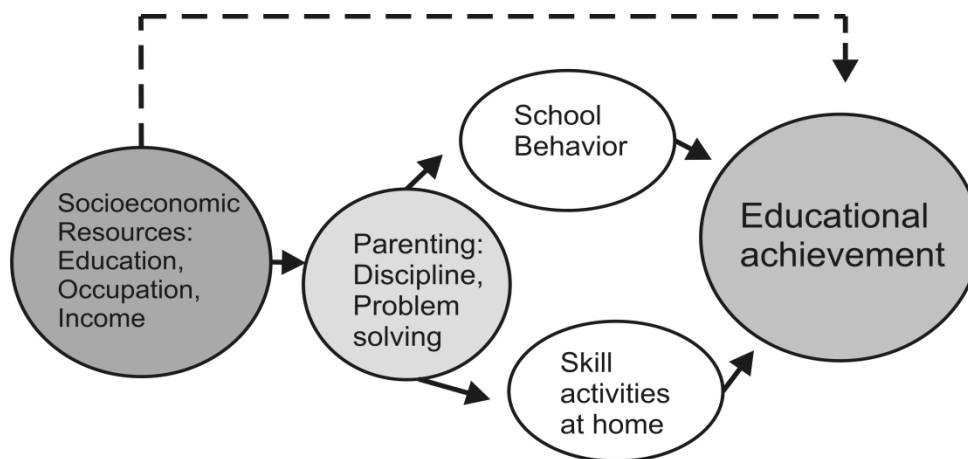 Socioeconomic
Resources:
Education,
Occupation,
Income
Parenting:
Discipline,
Problem
solving
School
Behavior
Skill
activities
at home
Educational
achievement